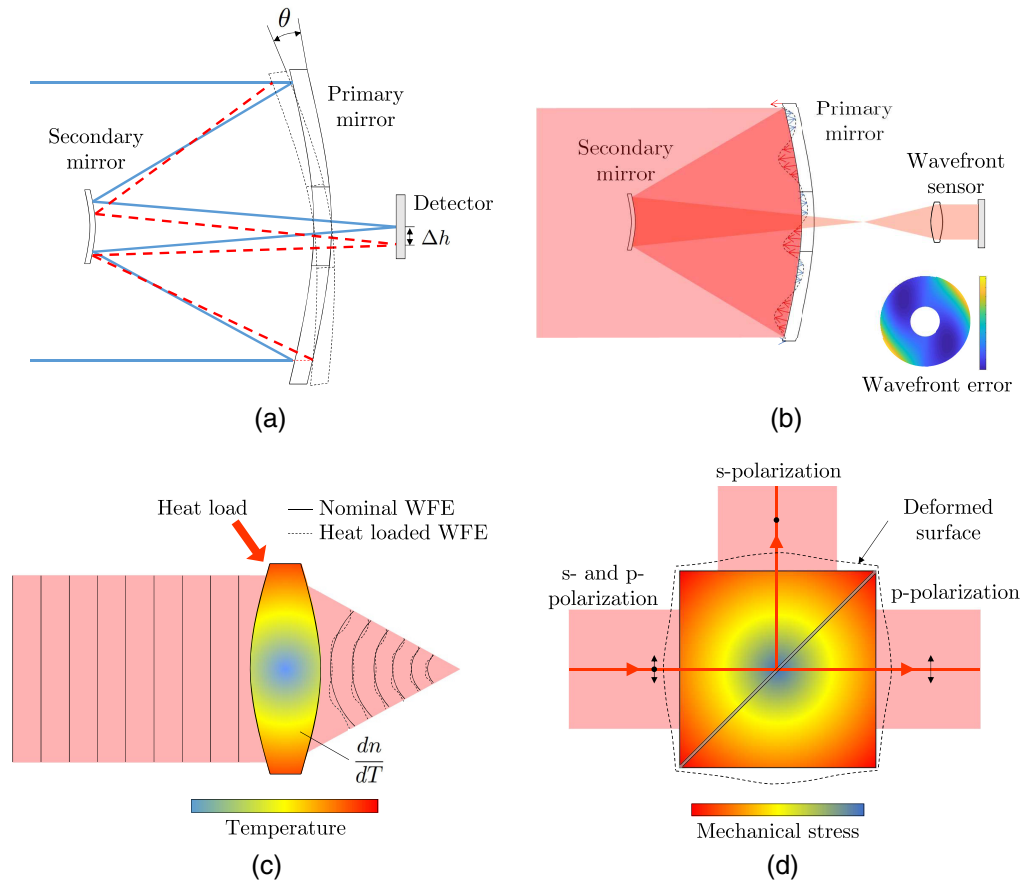 θ
Primary
mirror
Secondary
mirror
Detector
Δh
(a)
Primary
mirror
Secondary
mirror
Wavefront
sensor
Wavefront error
(b)
Heat load
Nominal WFE
Heat loaded WFE
dn
dT
Temperature
(c)
s-polarization
Deformed
surface
s- and p-
polarization
p-polarization
Mechanical stress
(d)